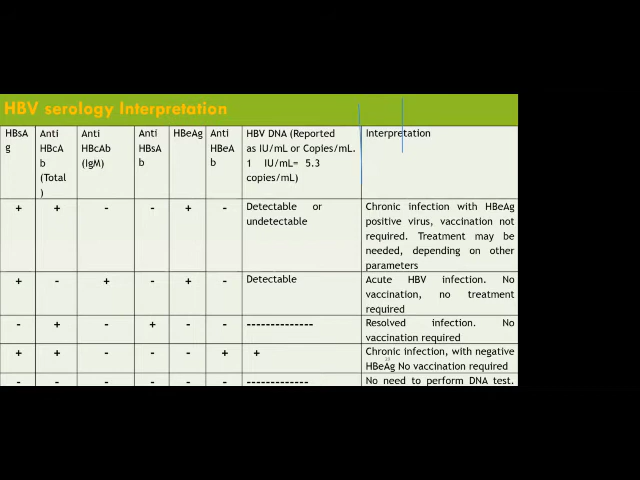 HBV serology Interpretation
HBsA
g
Anti
HBcA
b
(Total
)
Anti
HBcAb
(IgM)
Anti
HBsA
b
HBeAg
Anti
HBeA
b
HBV DNA (Reported
as IU/mL or Copies/mL.
1 IU/mL= 5.3
copies/mL)
Interpretation
+ + - - + -
Detectable or
undetectable
Chronic infection with HBeAg
positive virus, vaccination not
required. Treatment may be
needed, depending on other
parameters
+ - + - + -
Detectable
Acute HBV infection. No
vaccination, no treatment
required
- + - + - -
--------------
Resolved infection. No
vaccination required
+ + - - - + +
Chronic infection, with negative
HBeAg No vaccination required
- - - - - -
-------------
No need to perform DNA test.